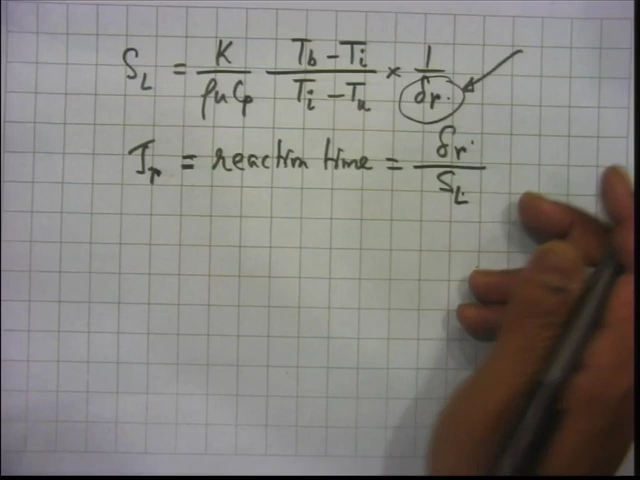 S_L = K / ρ_u C_p T_b - T_i / T_i - T_u × 1 / δ_r.
τ_r = reaction time = δ_r. / S_L